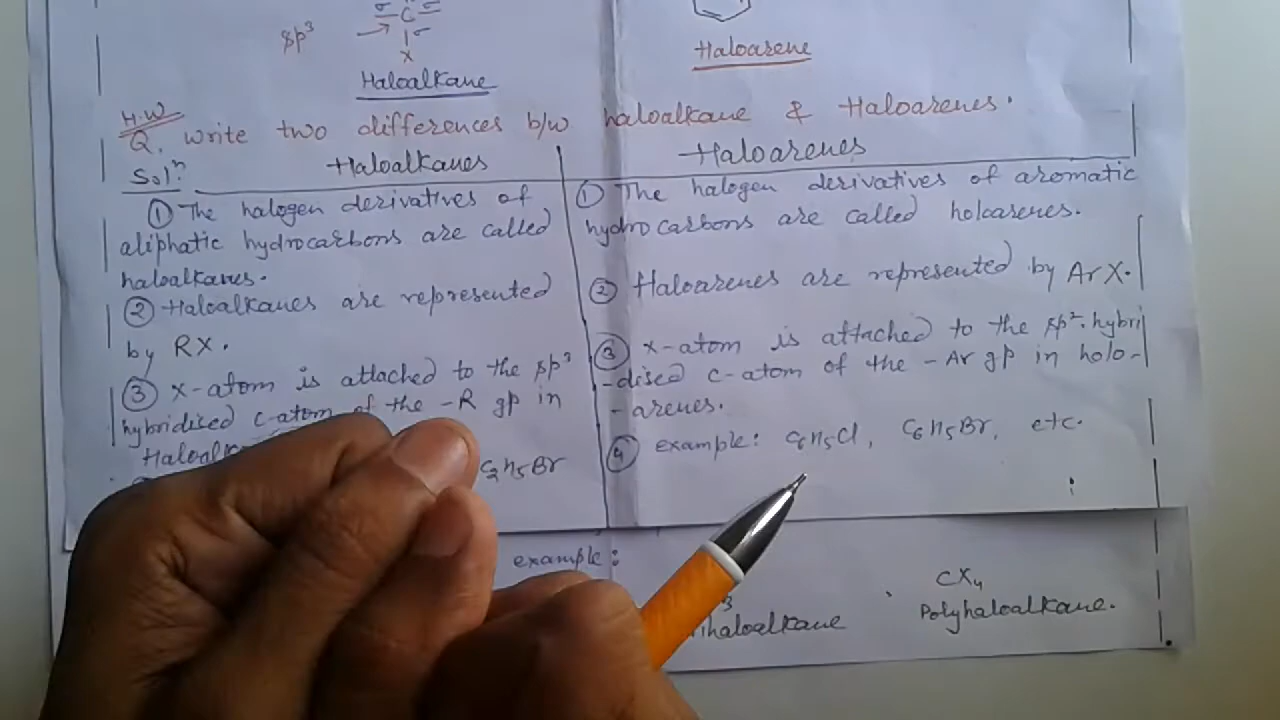 σ C =
sp³
σ
X
Haloalkane
Haloarene
H.W
Q. Write two differences b/w haloalkane & Haloarenes.
Solⁿ
Haloalkanes
① The halogen derivatives of
aliphatic hydrocarbons are called
haloalkanes.
② Haloalkanes are represented
by RX.
③ X-atom is attached to the sp³
hybridised C-atom of the -R gp in
C₂H₅Br
Haloarenes
① The halogen derivatives of aromatic
hydrocarbons are called holoarenes.
② Haloarenes are represented by ArX.
③ X-atom is attached to the sp². hybri
-dised C-atom of the -Ar gp in holo-
-arenes.
④ example: C₆H₅Cl, C₆H₅Br, etc.
example:
3
CX₄
ihaloalkane
Polyhaloalkane.